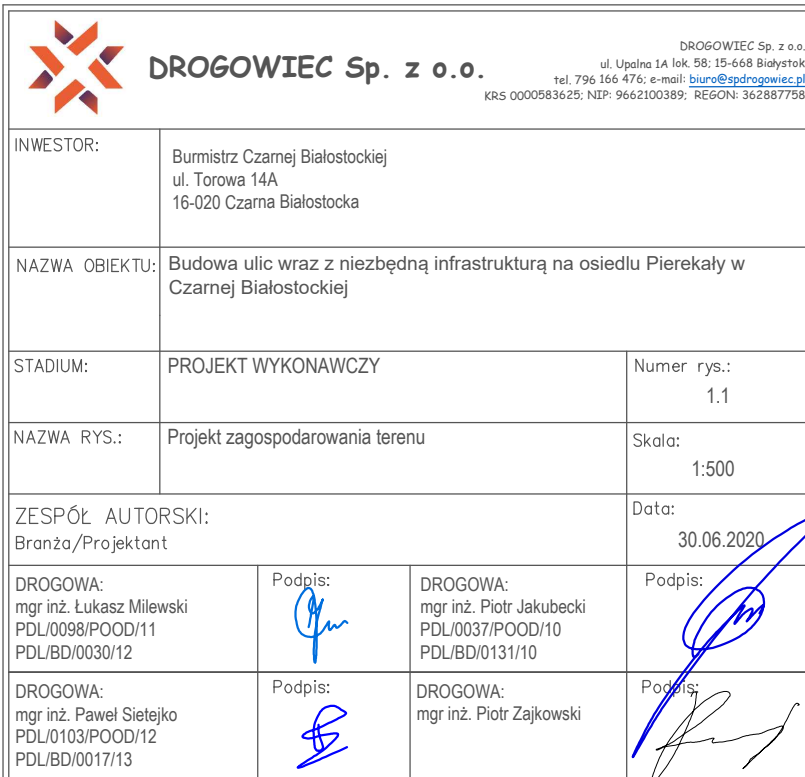 DROGOWIEC Sp. z o.o.
DROGOWIEC Sp. z o.o.
ul. Upalna 1A lok. 58; 15-668 Białystok
tel. 796 166 476; e-mail: biuro@spdrogowiec.pl
KRS 0000583625; NIP: 9662100389; REGON: 362887758
INWESTOR:
Burmistrz Czarnej Białostockiej
ul. Torowa 14A
16-020 Czarna Białostocka
NAZWA OBIEKTU:
Budowa ulic wraz z niezbędną infrastrukturą na osiedlu Pierekały w
Czarnej Białostockiej
STADIUM:
PROJEKT WYKONAWCZY
Numer rys.:
1.1
NAZWA RYS.:
Projekt zagospodarowania terenu
Skala:
1:500
ZESPÓŁ AUTORSKI:
Branża/Projektant
Data:
30.06.2020
DROGOWA:
mgr inż. Łukasz Milewski
PDL/0098/POOD/11
PDL/BD/0030/12
Podpis:
DROGOWA:
mgr inż. Piotr Jakubecki
PDL/0037/POOD/10
PDL/BD/0131/10
Podpis:
DROGOWA:
mgr inż. Paweł Sietejko
PDL/0103/POOD/12
PDL/BD/0017/13
Podpis:
DROGOWA:
mgr inż. Piotr Zajkowski
Podpis: